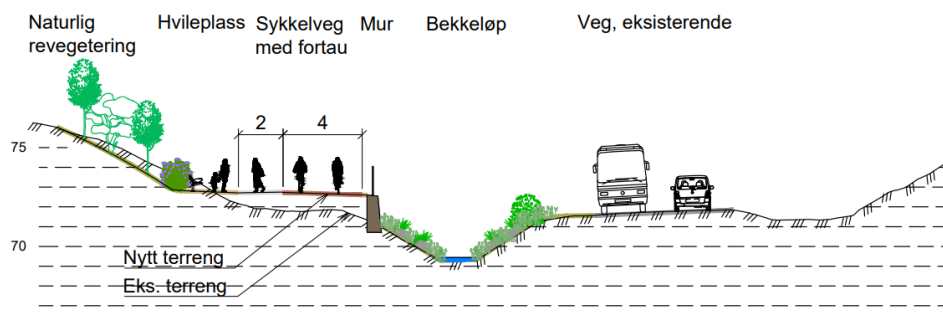 Naturlig
revegetering
Hvileplass
Sykkelveg
med fortau
Mur
Bekkeløp
Veg, eksisterende
2
4
75
70
Nytt terreng
Eks. terreng